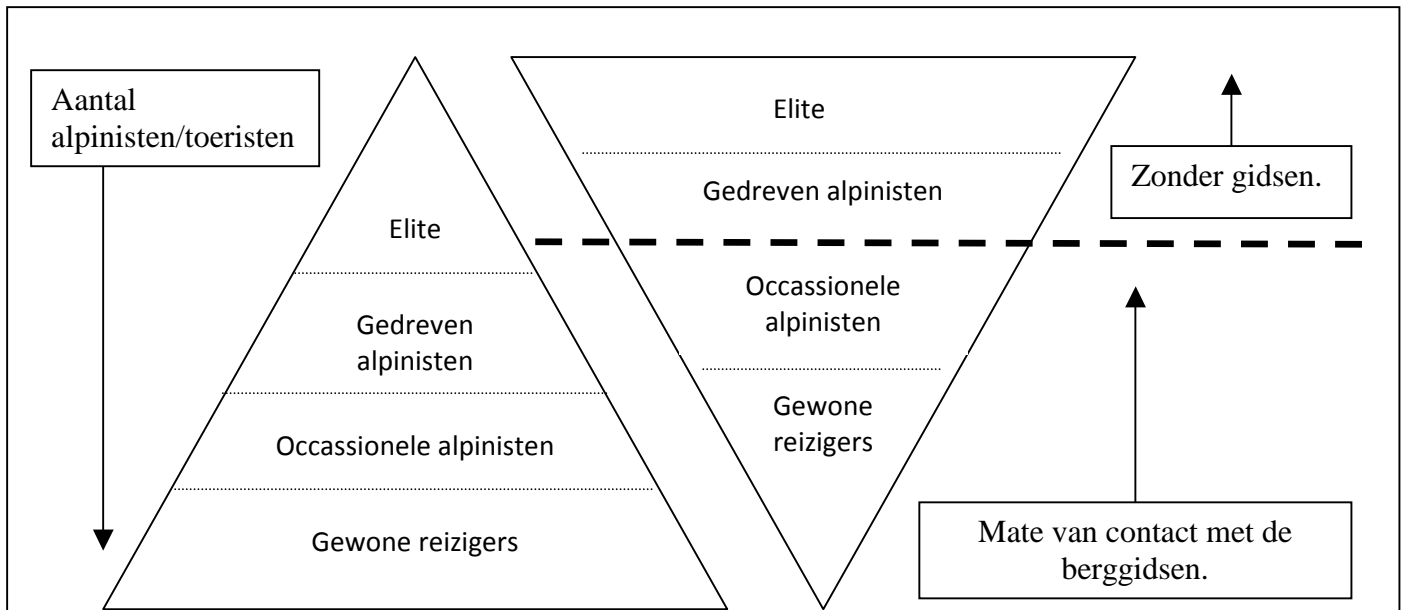 Aantal
alpinisten/toeristen
Elite
Gedreven
alpinisten
Occassionele alpinisten
Gewone reizigers
Elite
Gedreven alpinisten
Occassionele
alpinisten
Gewone
reizigers
Zonder gidsen.
Mate van contact met de
berggidsen.